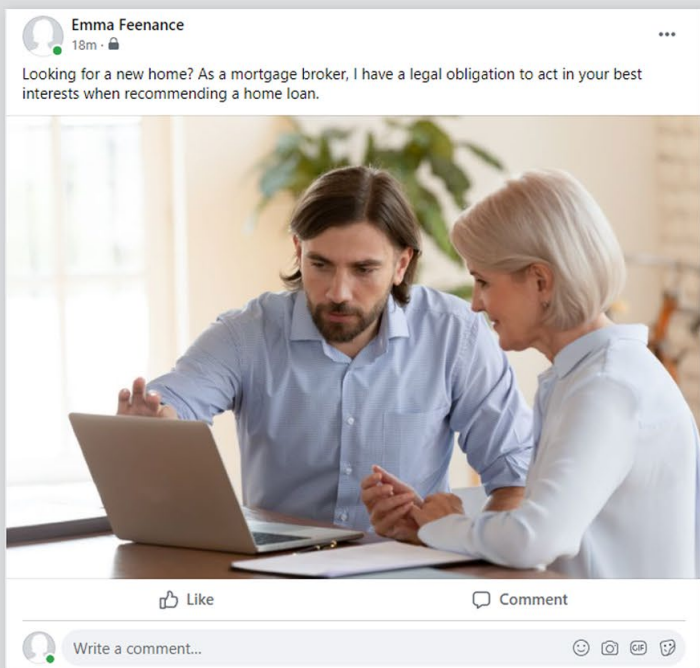 Emma Feenance
18m ·
Looking for a new home? As a mortgage broker, I have a legal obligation to act in your best
interests when recommending a home loan.
Like
Comment
Write a comment...
GIF